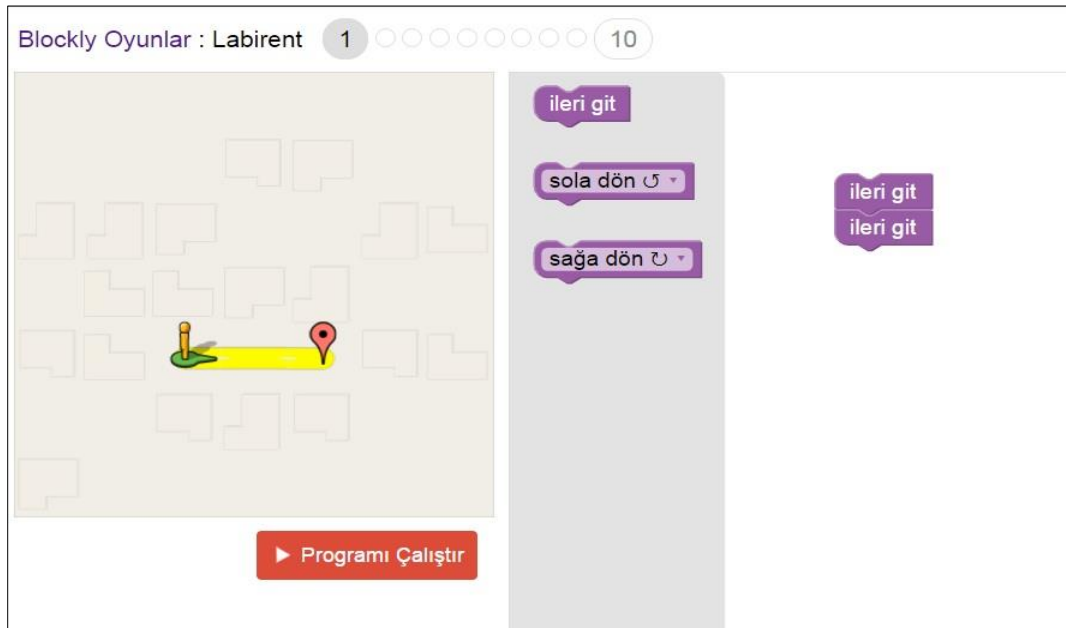 Blockly Oyunlar : Labirent 1 10
ileri git
sola dön ↺ ▾
sağa dön ↻ ▾
ileri git
ileri git
Programı Çalıştır